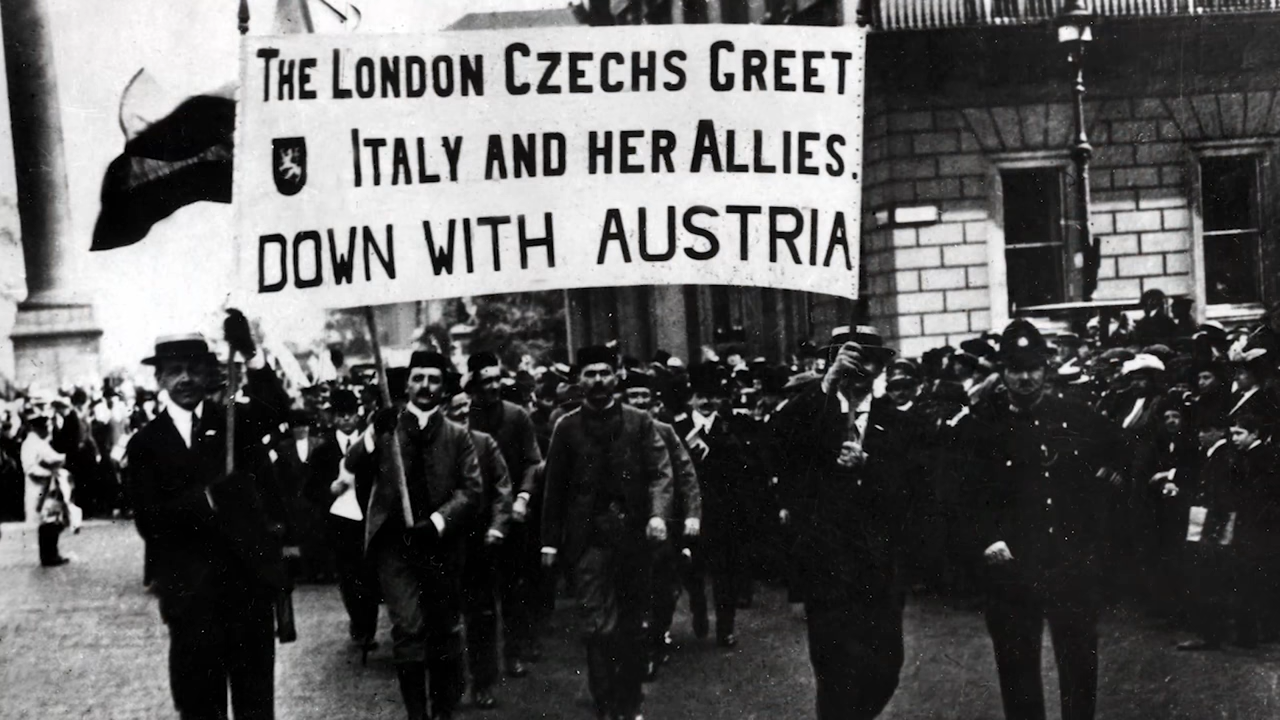 THE LONDON CZECHS GREET
ITALY AND HER ALLIES.
DOWN WITH AUSTRIA